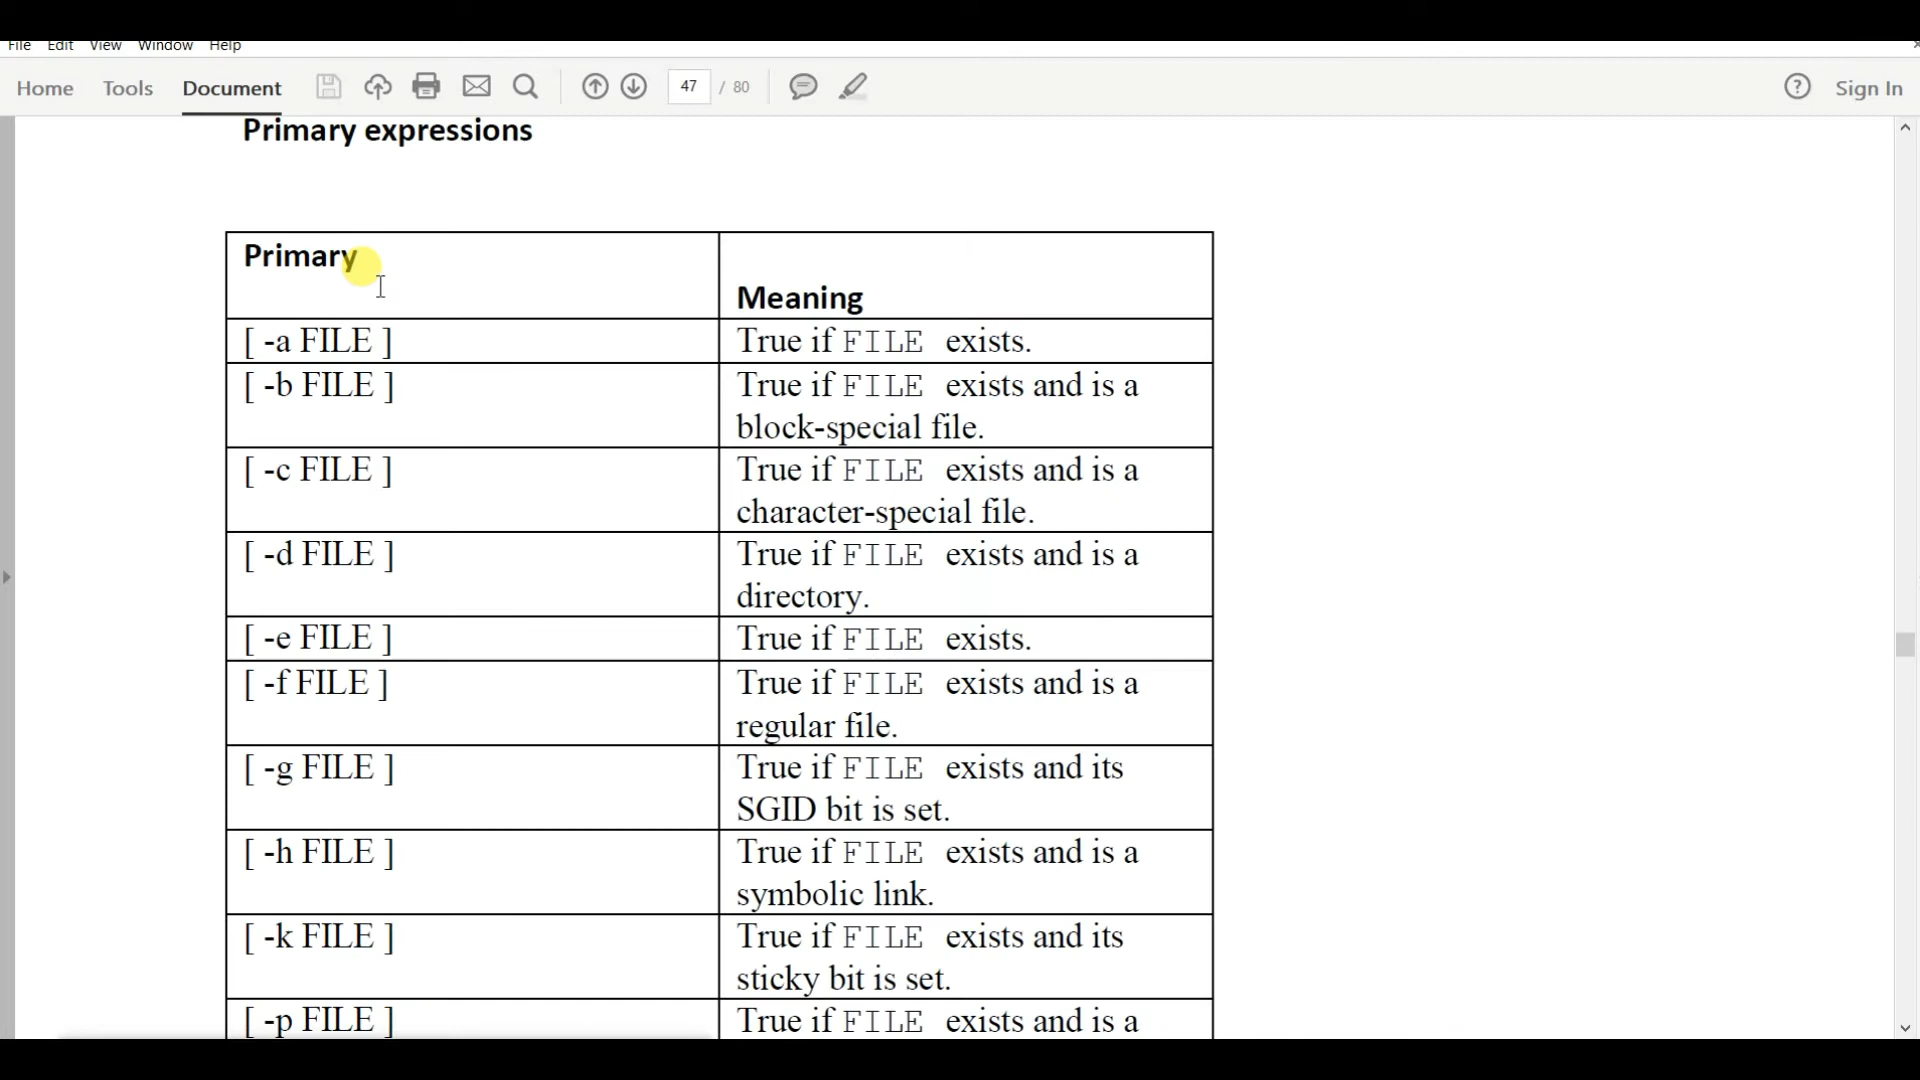 File Edit View Window Help
Home Tools Document 47 / 80 Sign In
Primary expressions
Primary
Meaning
[ -a FILE ] True if FILE exists.
[ -b FILE ] True if FILE exists and is a
block-special file.
[ -c FILE ] True if FILE exists and is a
character-special file.
[ -d FILE ] True if FILE exists and is a
directory.
[ -e FILE ] True if FILE exists.
[ -f FILE ] True if FILE exists and is a
regular file.
[ -g FILE ] True if FILE exists and its
SGID bit is set.
[ -h FILE ] True if FILE exists and is a
symbolic link.
[ -k FILE ] True if FILE exists and its
sticky bit is set.
[ -p FILE ] True if FILE exists and is a